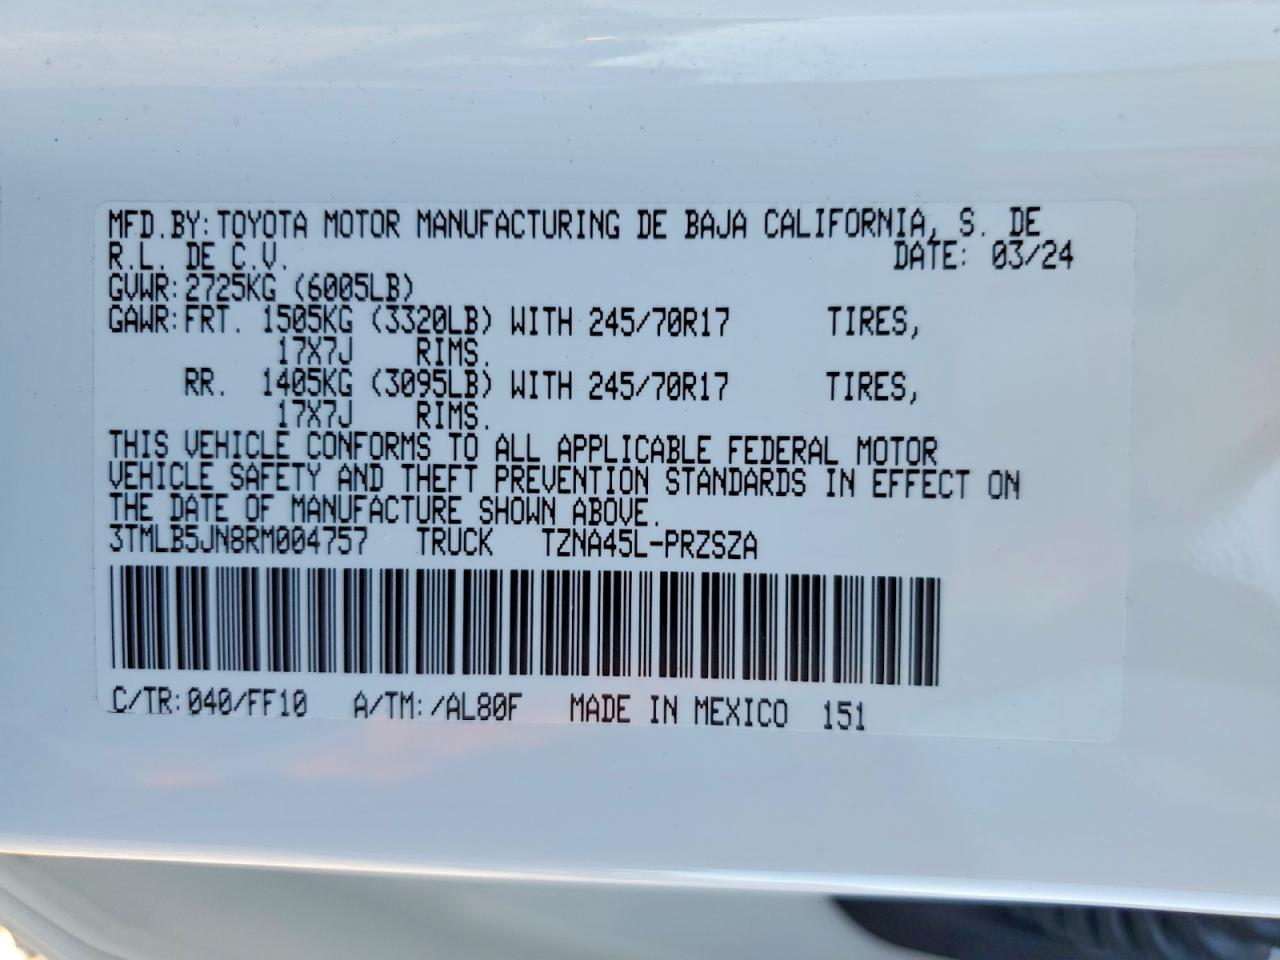 MFD.BY:TOYOTA MOTOR MANUFACTURING DE BAJA CALIFORNIA, S. DE
R.L. DE C.V. DATE: 03/24
GVWR:2725KG (6005LB)
GAWR:FRT. 1505KG (3320LB) WITH 245/70R17 TIRES,
17X7J RIMS.
RR. 1405KG (3095LB) WITH 245/70R17 TIRES,
17X7J RIMS.
THIS VEHICLE CONFORMS TO ALL APPLICABLE FEDERAL MOTOR
VEHICLE SAFETY AND THEFT PREVENTION STANDARDS IN EFFECT ON
THE DATE OF MANUFACTURE SHOWN ABOVE.
3TMLB5JN8RM004757 TRUCK TZNA45L-PRZSZA
C/TR:040/FF10 A/TM:/AL80F MADE IN MEXICO 151